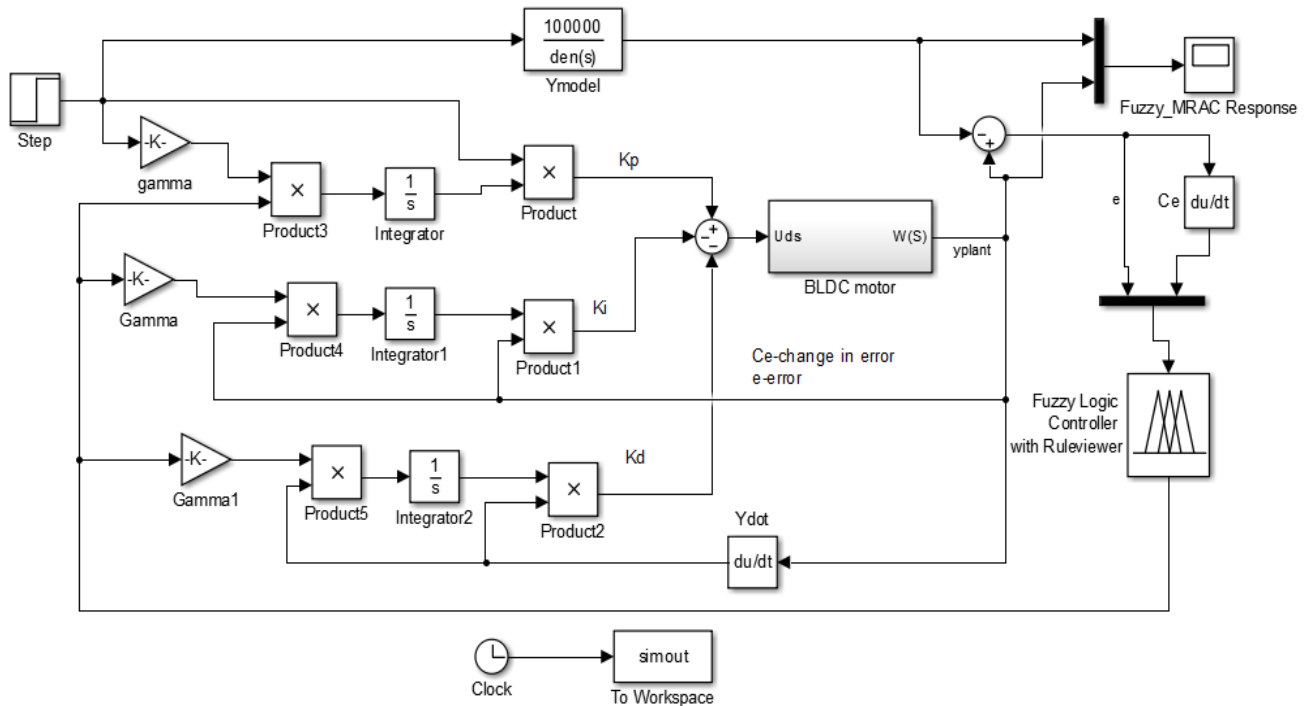 100000
den(s)
Ymodel
Step
Fuzzy_MRAC Response
-K-
gamma
×
Product3
1
s
Integrator
×
Product
Kp
-
+
e
Ce
du/dt
-
+
-
Uds
W(S)
BLDC motor
yplant
-K-
Gamma
×
Product4
1
s
Integrator1
×
Product1
Ki
Ce-change in error
e-error
Fuzzy Logic
Controller
with Ruleviewer
-K-
Gamma1
×
Product5
1
s
Integrator2
×
Product2
Kd
Ydot
du/dt
Clock
simout
To Workspace